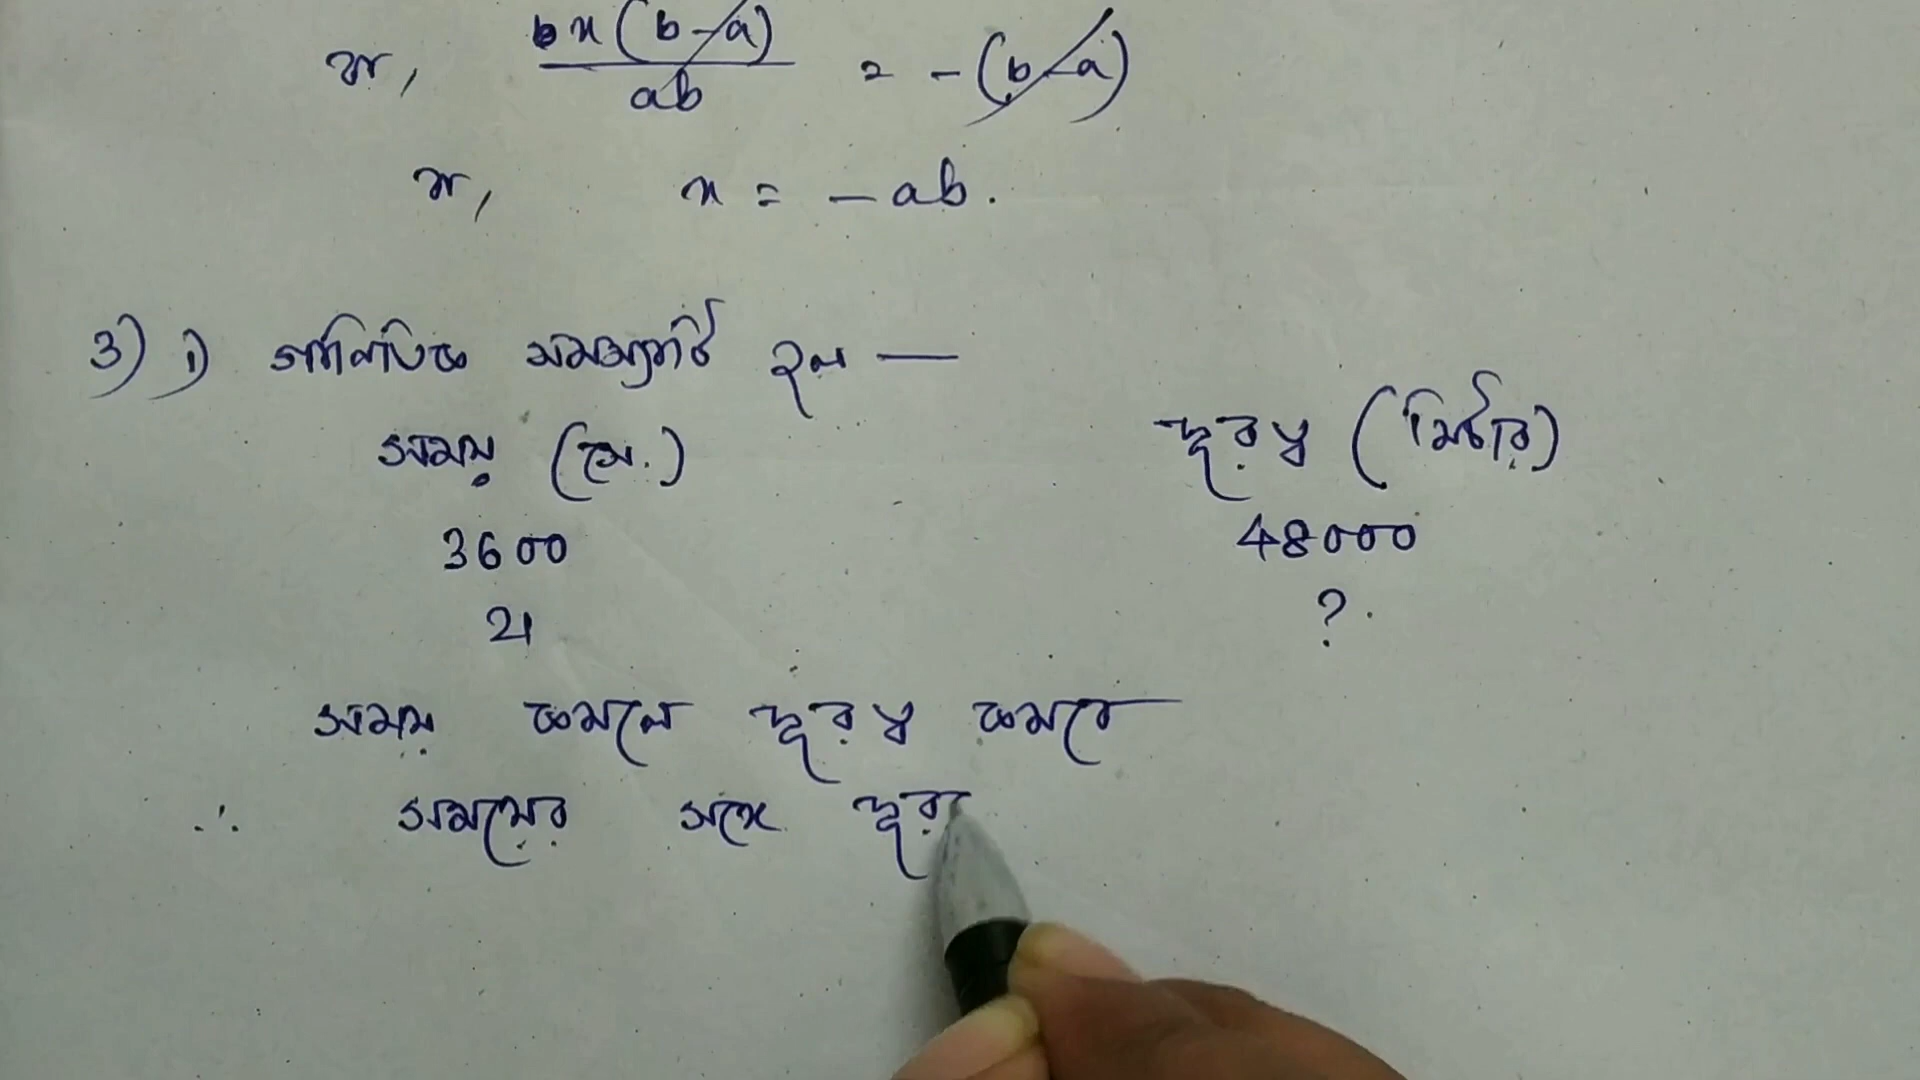 বা, bx(b-a)/ab = -(b-a)
বা, x = -ab.
3) i) গাণিতিক সমস্যাটি হল —
সময় (সে.) দূরত্ব (মিটার)
3600 48000
21 ?
সময় কমলে দূরত্ব কমবে
∴ সময়ের সঙ্গে দূর